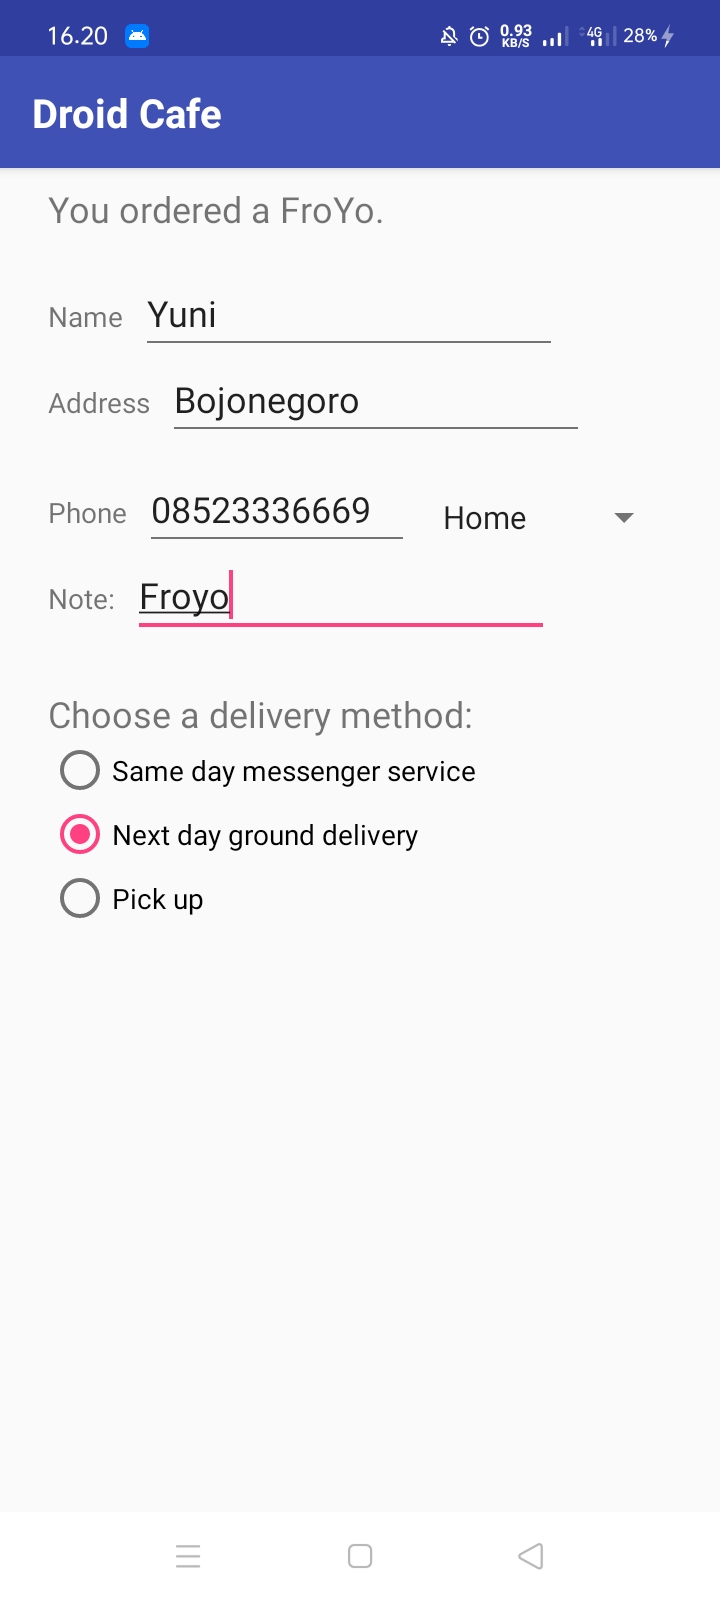 16.20 0.93 KB/S 4G 28%
Droid Cafe
You ordered a FroYo.
Name Yuni
Address Bojonegoro
Phone 08523336669 Home
Note: Froyo
Choose a delivery method:
Same day messenger service
Next day ground delivery
Pick up